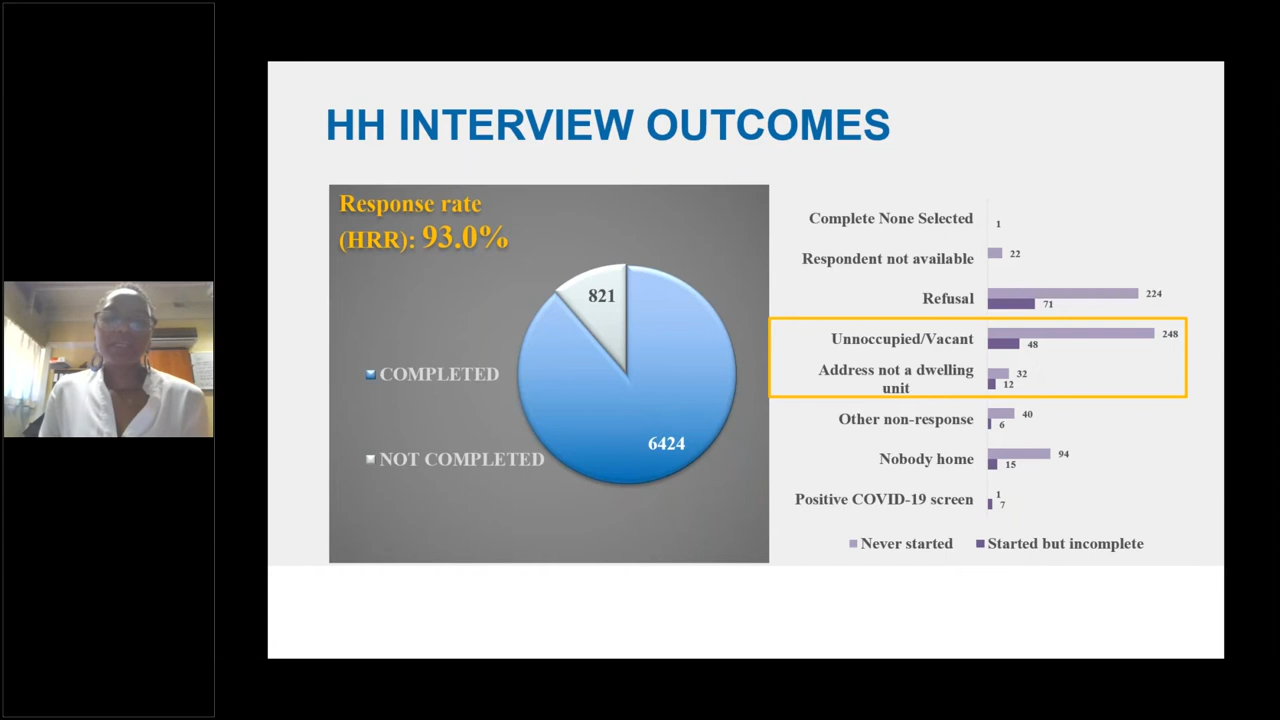 HH INTERVIEW OUTCOMES
Response rate
(HRR): 93.0%
821
6424
COMPLETED
NOT COMPLETED
Complete None Selected
1
Respondent not available
22
Refusal
224
71
Unnoccupied/Vacant
248
48
Address not a dwelling
unit
32
12
Other non-response
40
6
Nobody home
94
15
Positive COVID-19 screen
1
7
Never started
Started but incomplete